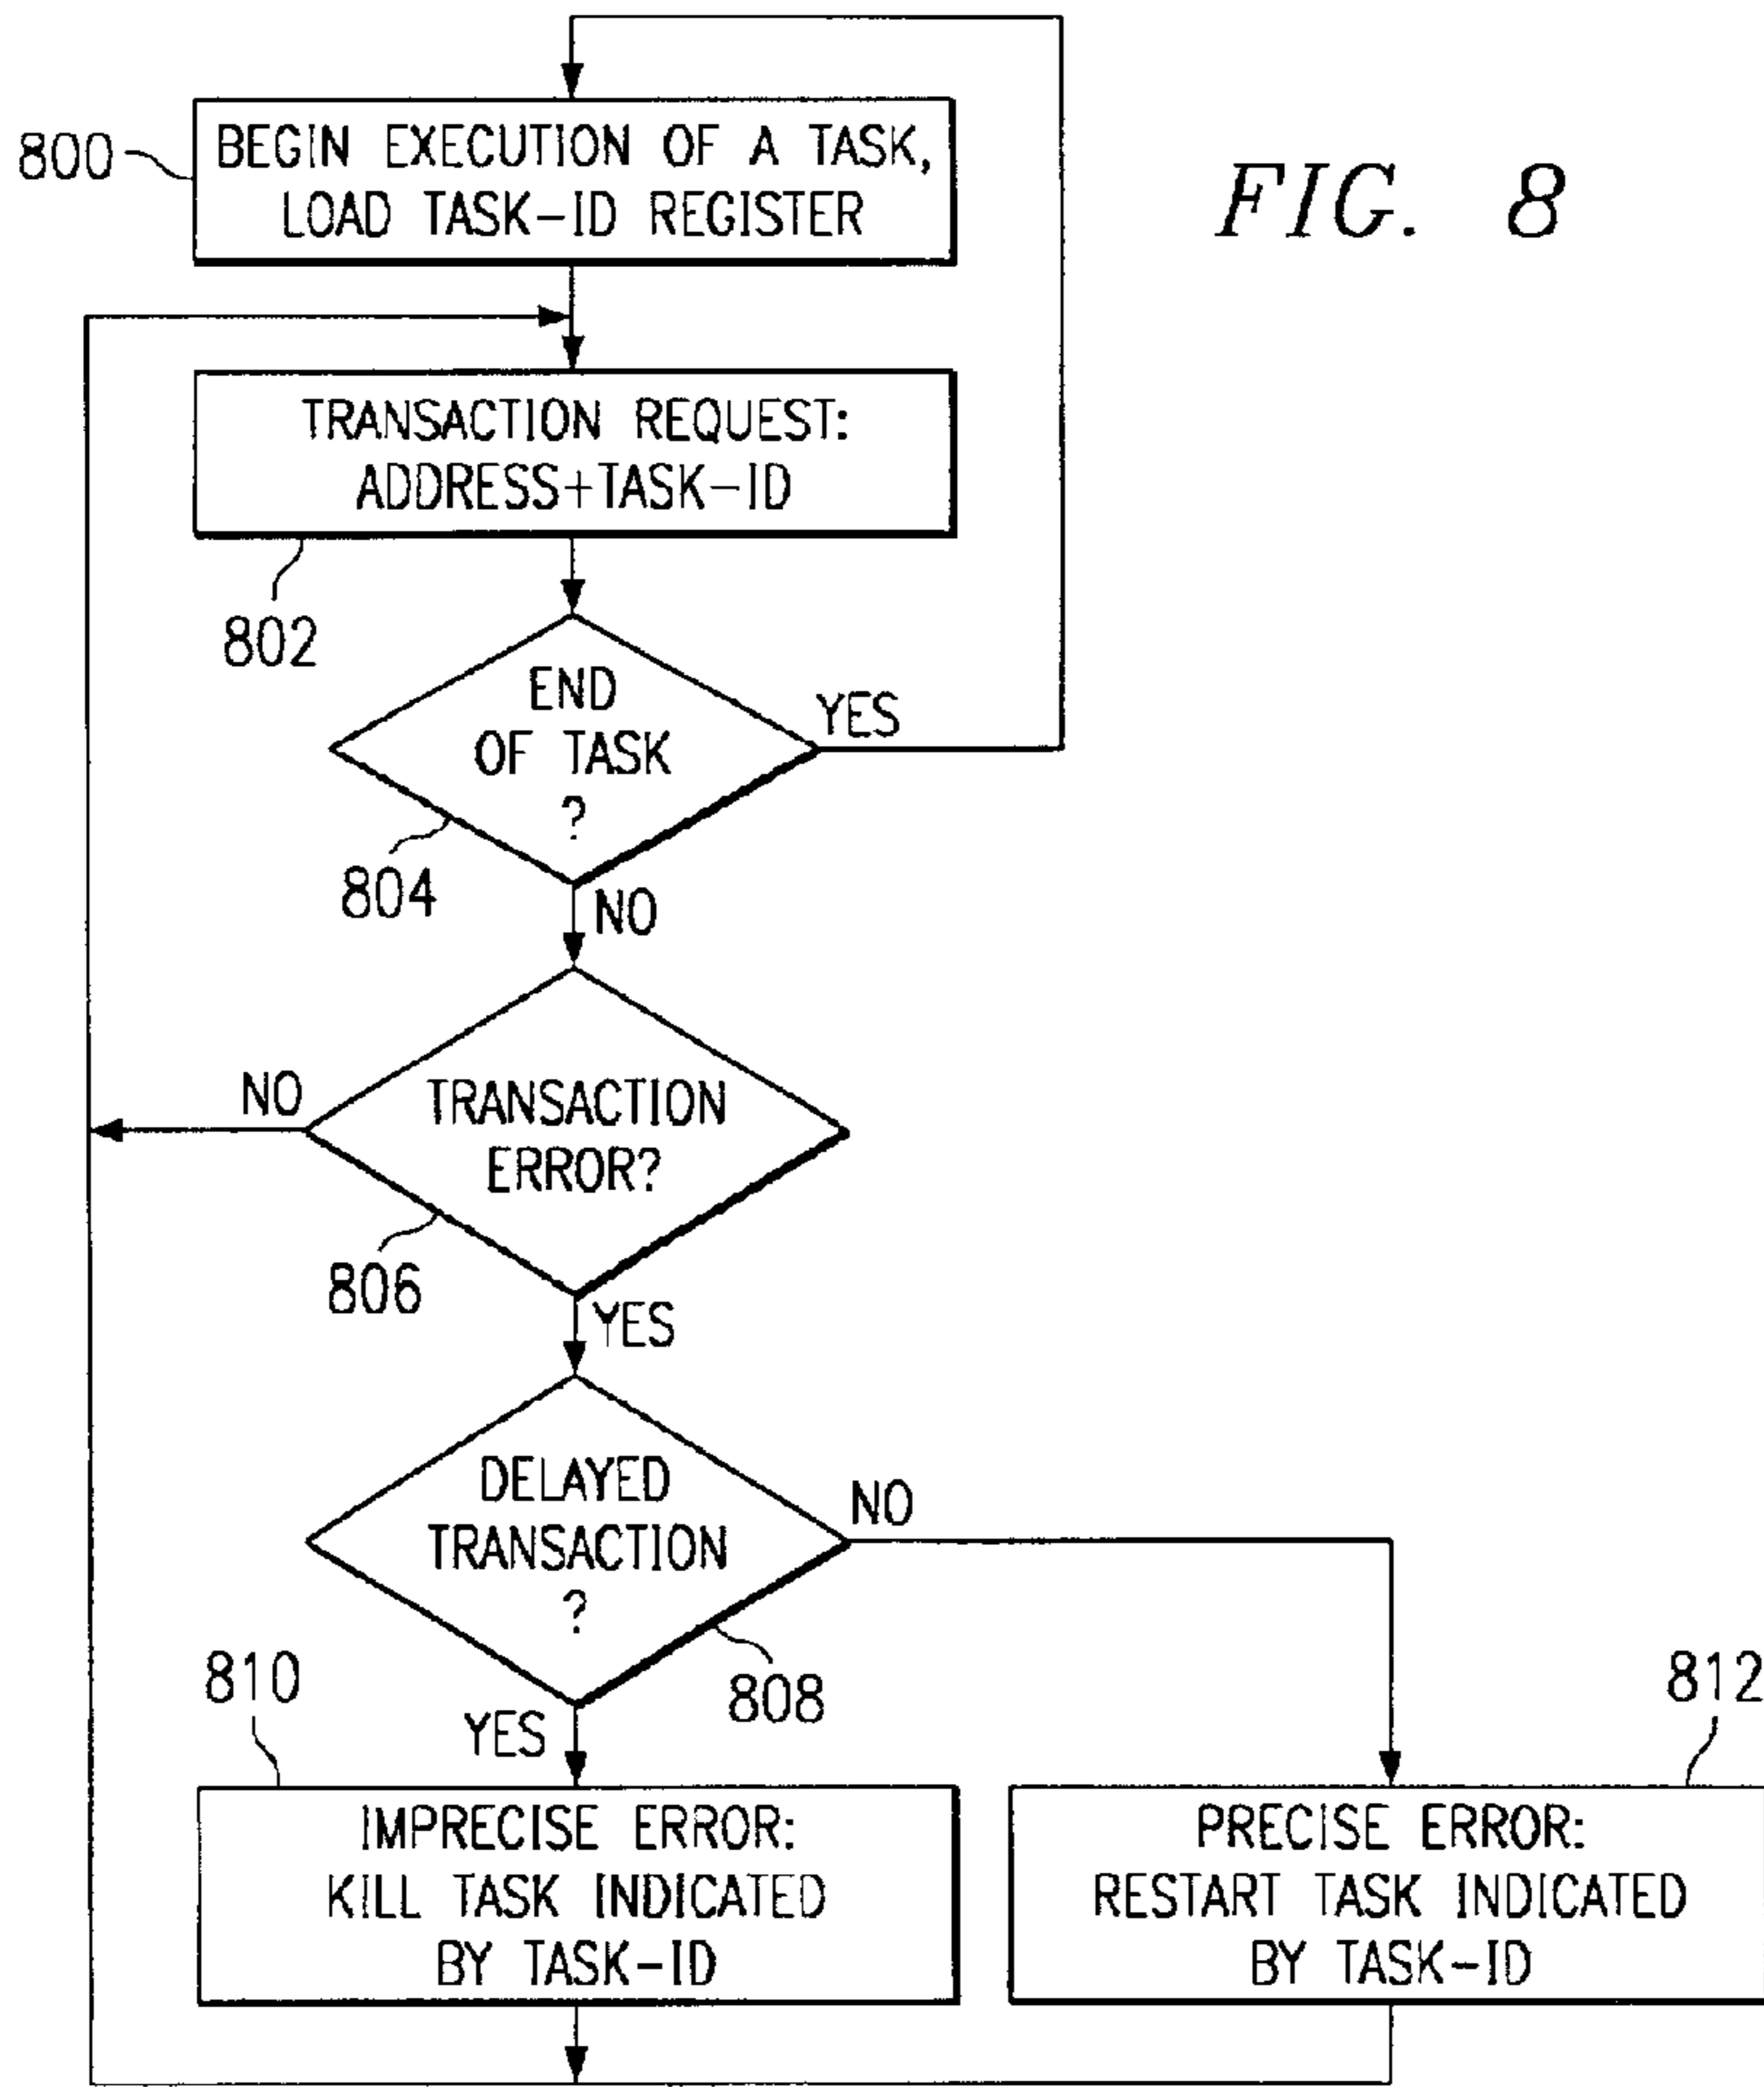 800
BEGIN EXECUTION OF A TASK,
LOAD TASK-ID REGISTER
FIG. 8
TRANSACTION REQUEST:
ADDRESS+TASK-ID
802
END
OF TASK
?
YES
804
NO
NO
TRANSACTION
ERROR?
806
YES
DELAYED
TRANSACTION
?
NO
808
810
YES
812
IMPRECISE ERROR:
KILL TASK INDICATED
BY TASK-ID
PRECISE ERROR:
RESTART TASK INDICATED
BY TASK-ID